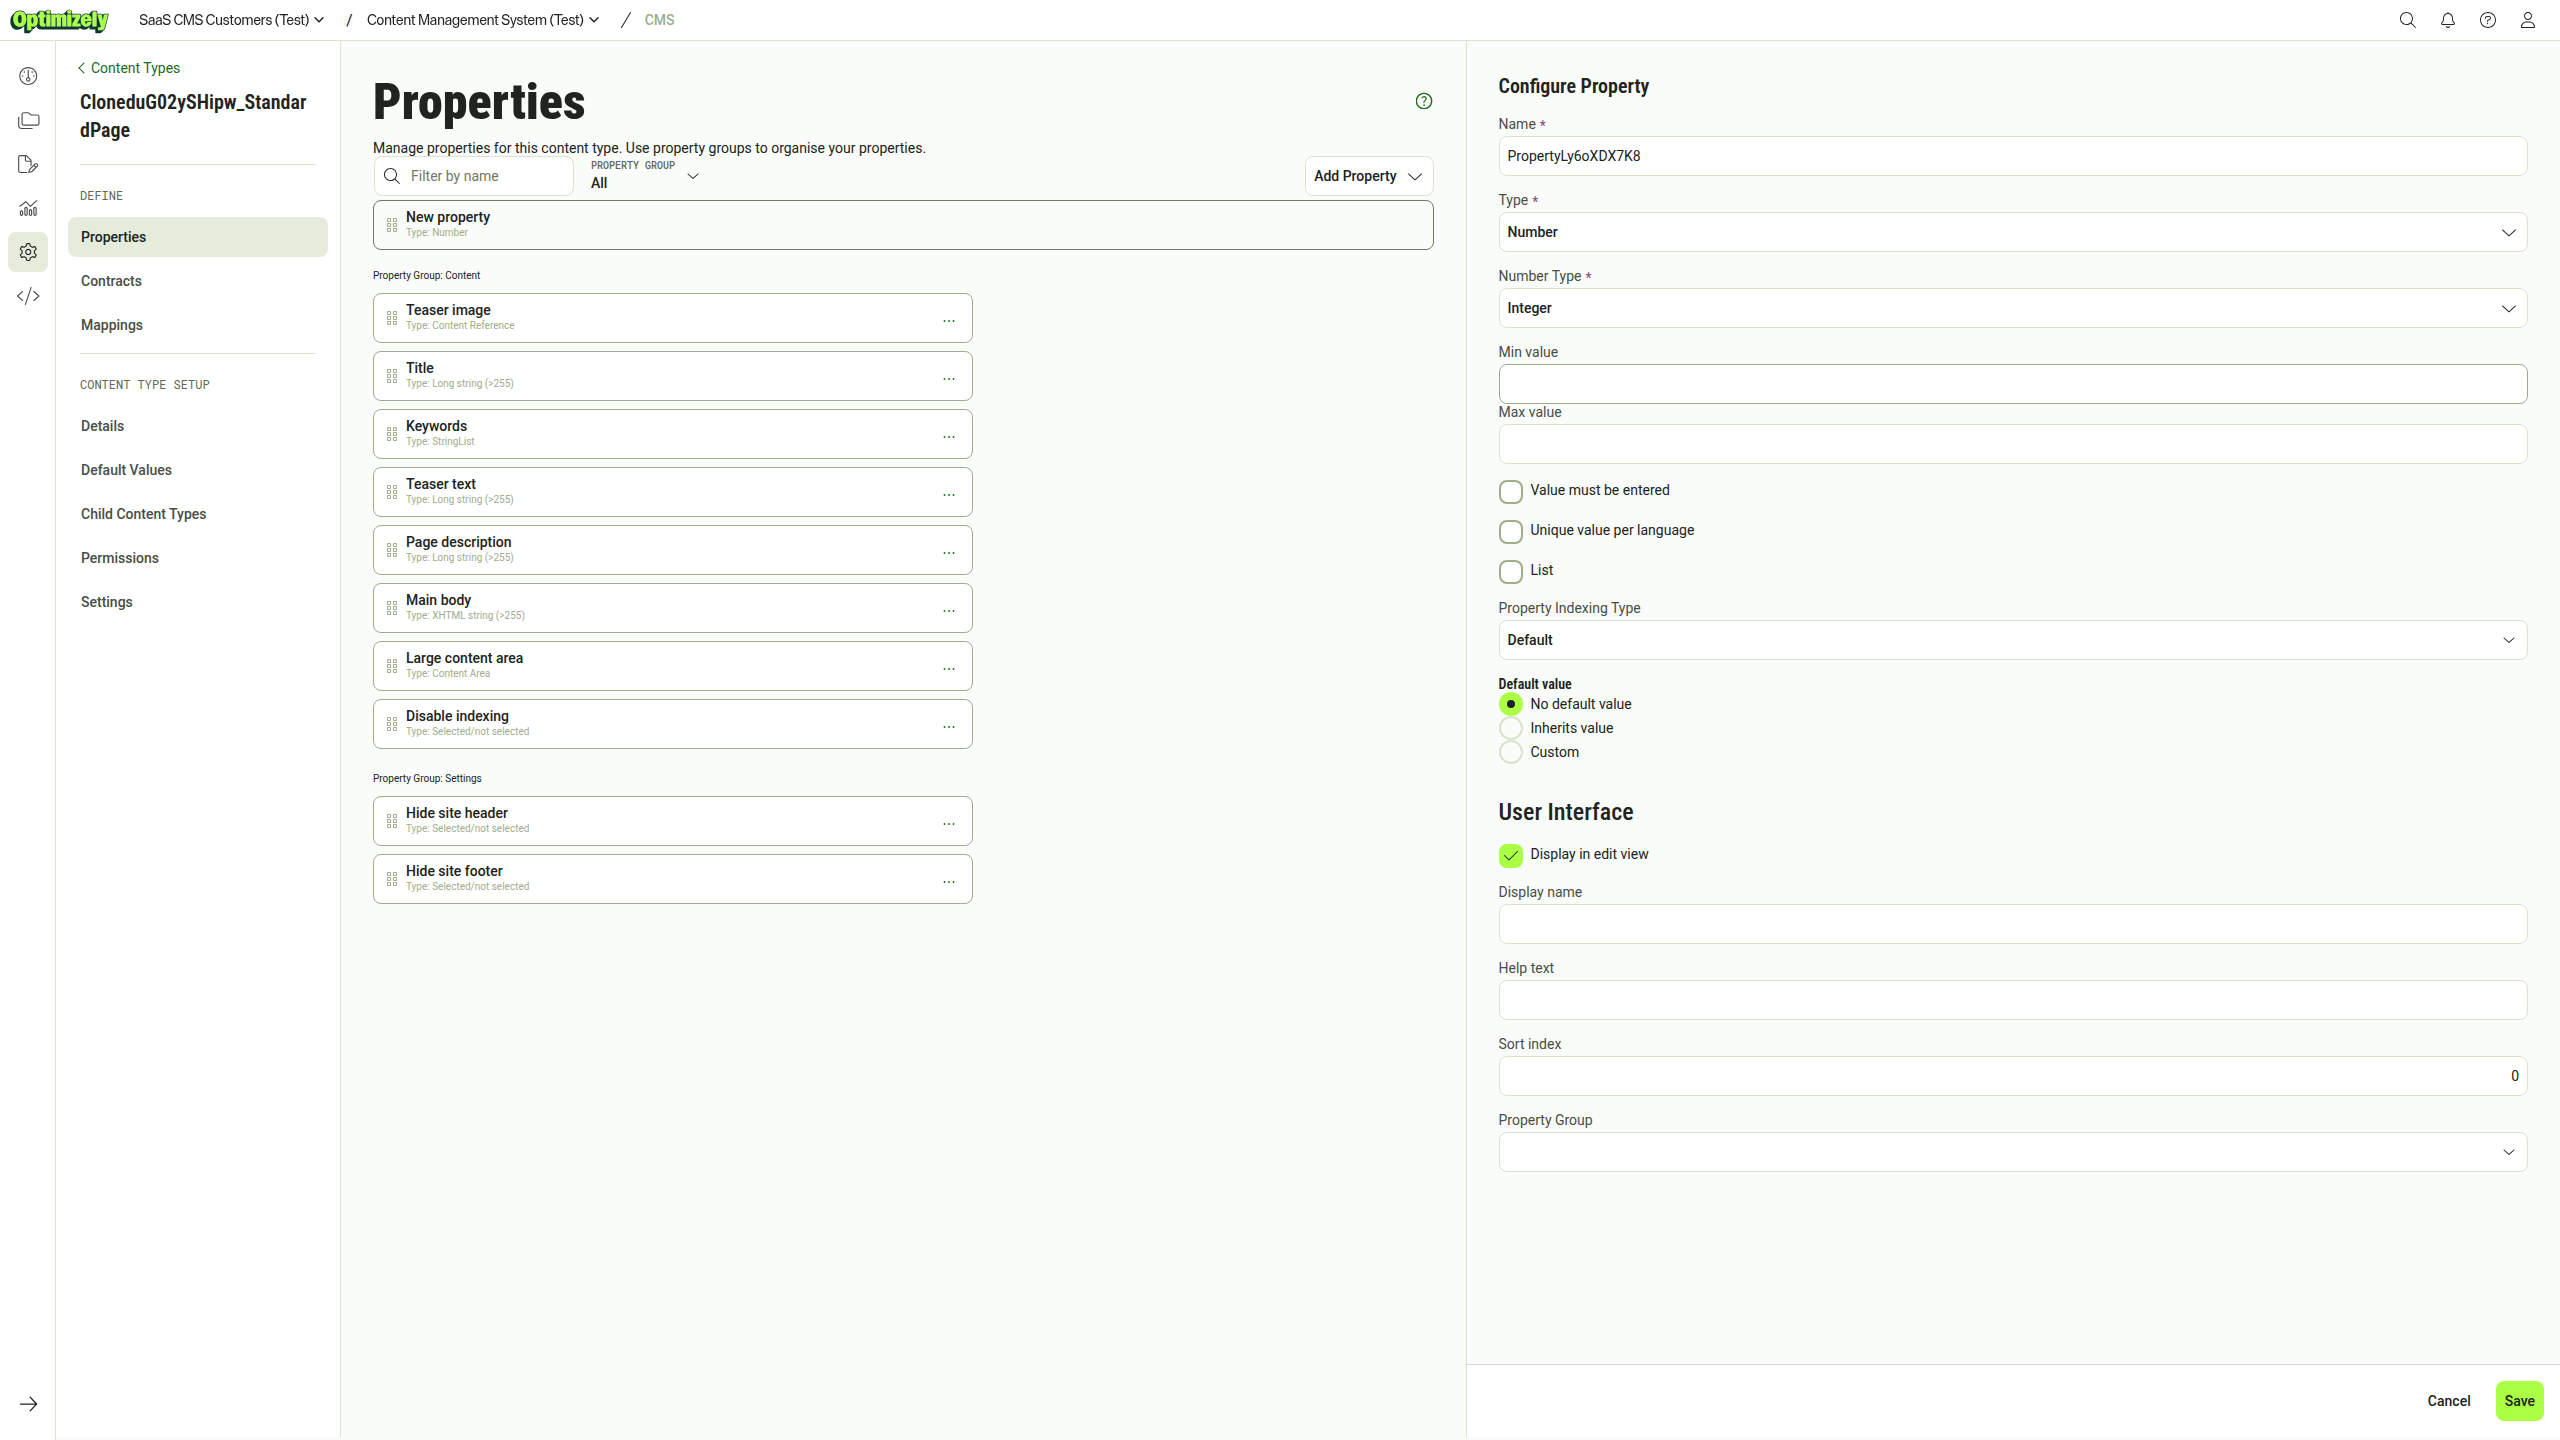 Optimizely
SaaS CMS Customers (Test) / Content Management System (Test) / CMS
Content Types
CloneduG02ySHipw_Standar
dPage
DEFINE
Properties
Contracts
Mappings
CONTENT TYPE SETUP
Details
Default Values
Child Content Types
Permissions
Settings
Properties
Manage properties for this content type. Use property groups to organise your properties.
Filter by name
PROPERTY GROUP
All
Add Property
New property
Type: Number
Property Group: Content
Teaser image
Type: Content Reference
Title
Type: Long string (>255)
Keywords
Type: StringList
Teaser text
Type: Long string (>255)
Page description
Type: Long string (>255)
Main body
Type: XHTML string (>255)
Large content area
Type: Content Area
Disable indexing
Type: Selected/not selected
Property Group: Settings
Hide site header
Type: Selected/not selected
Hide site footer
Type: Selected/not selected
Configure Property
Name *
PropertyLy6oXDX7K8
Type *
Number
Number Type *
Integer
Min value
Max value
Value must be entered
Unique value per language
List
Property Indexing Type
Default
Default value
No default value
Inherits value
Custom
User Interface
Display in edit view
Display name
Help text
Sort index
0
Property Group
Cancel
Save